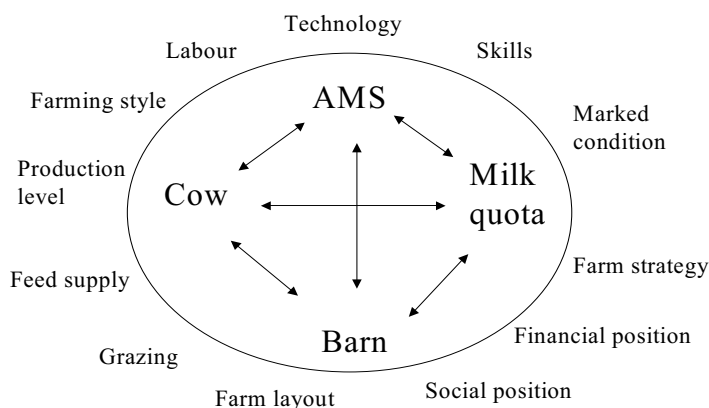 Technology
Labour
Skills
AMS
Farming style
Marked
condition
Production
level
Cow
Milk
quota
Feed supply
Farm strategy
Barn
Financial position
Grazing
Social position
Farm layout